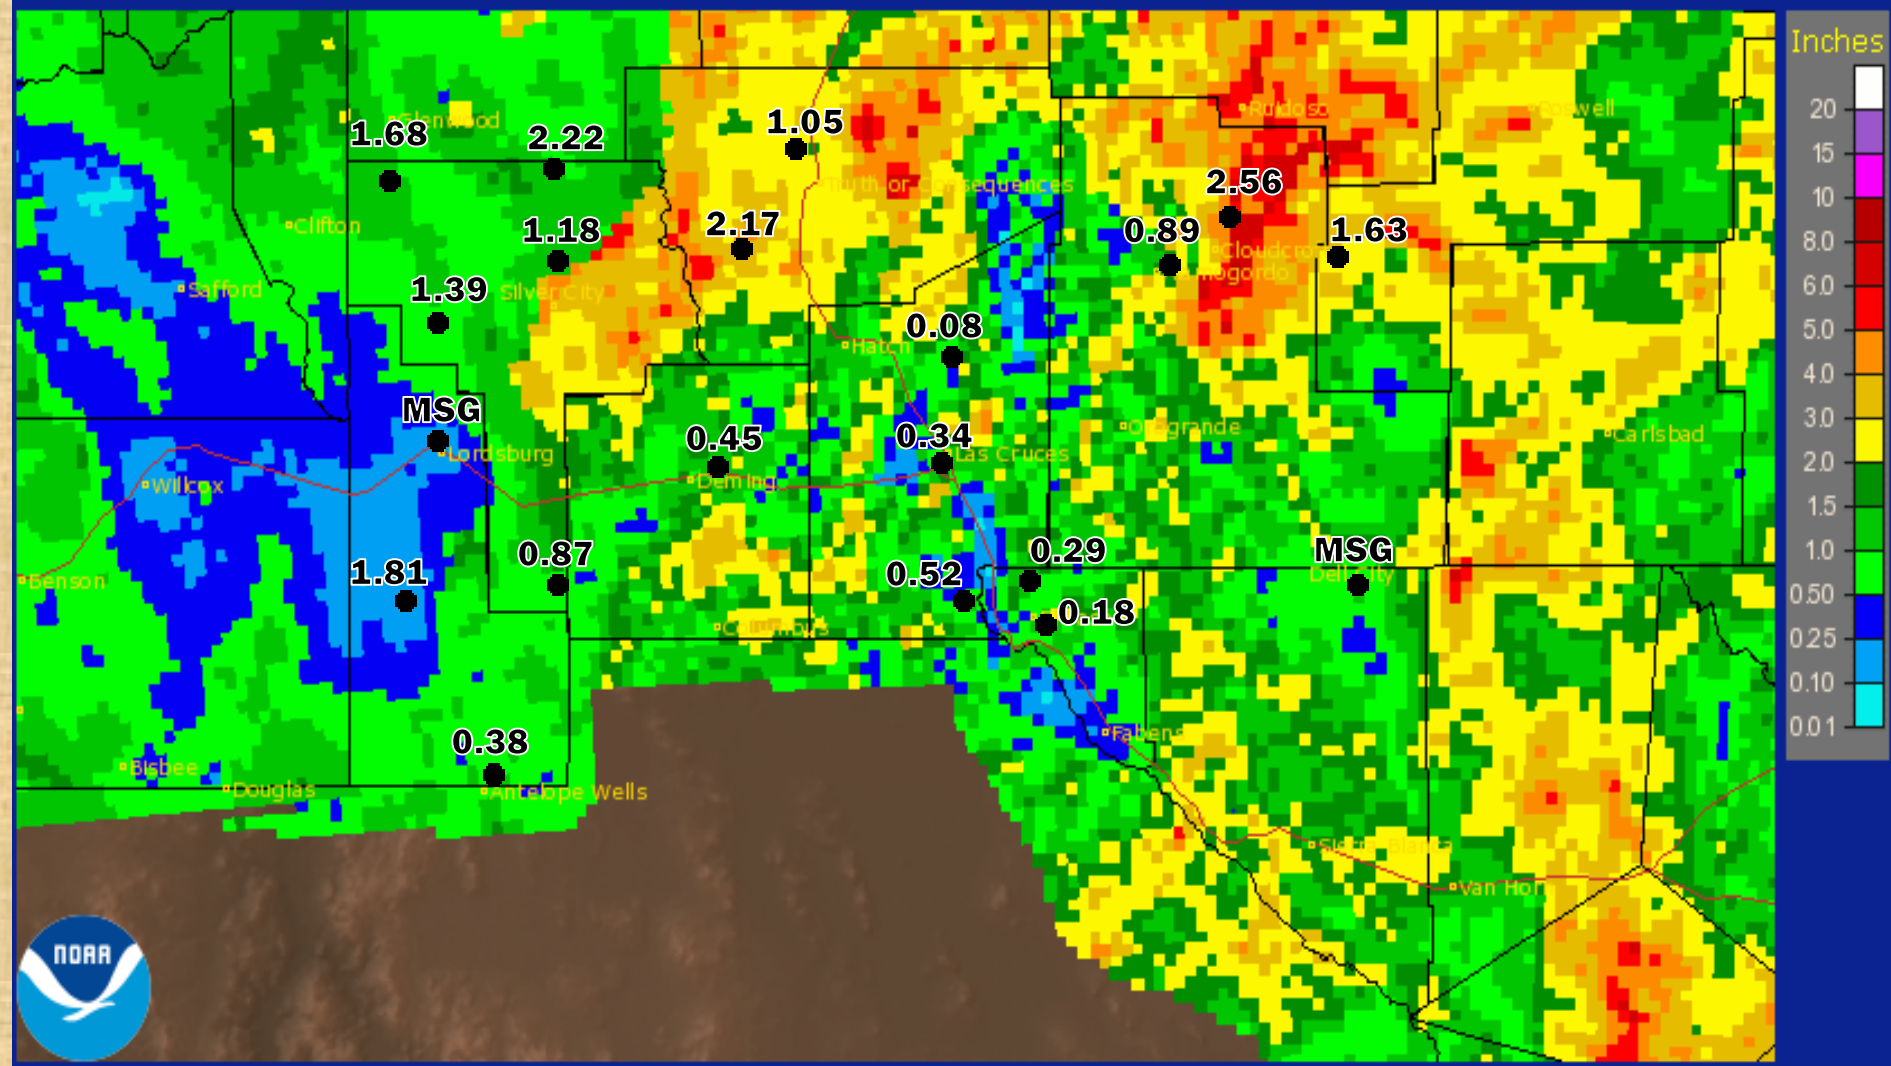 Inches
20
15
10
8.0
6.0
5.0
4.0
3.0
2.0
1.5
1.0
0.50
0.25
0.10
0.01
Glenwood
1.68
2.22
1.05
Ruidoso
Roswell
Truth or Consequences
2.56
Clifton
1.18
2.17
0.89
1.63
Cloudcro
mogordo
Safford
1.39
Silver City
0.08
Hatch
MSG
0.45
0.34
Orogrande
Carlsbad
Lordsburg
Las Cruces
Willcox
Deming
Benson
1.81
0.87
0.52
0.29
MSG
Dell City
0.18
Columbus
Fabens
0.38
Bisbee
Douglas
Antelope Wells
Sierra Blanca
Van Horn
NOAA